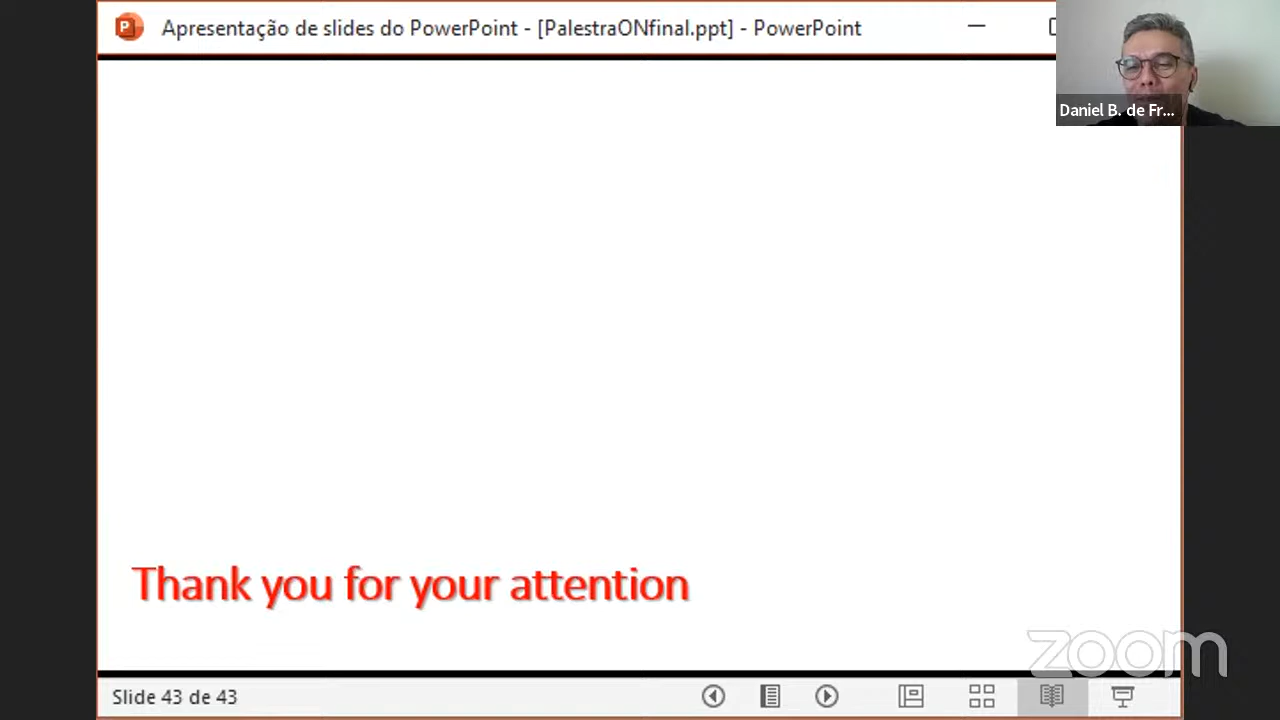 Apresentação de slides do PowerPoint - [PalestraONfinal.ppt] - PowerPoint
Daniel B. de Fr...
Thank you for your attention
zoom
Slide 43 de 43